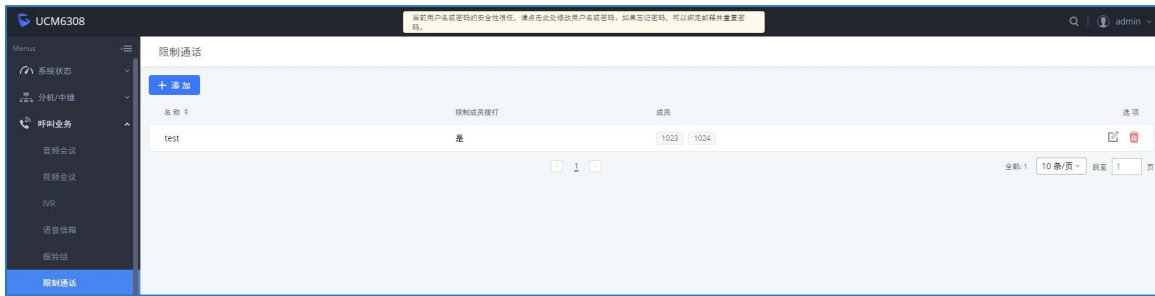 UCM6308
当前用户名或密码的安全性很低，请点击此处修改用户名或密码。如果忘记密码，可以绑定邮箱并重置密
码。
admin
Menus
限制通话
系统状态
+ 添加
分机/中继
名称
限制成员拨打
成员
选项
呼叫业务
test
是
1023
1024
音频会议
1
全部: 1
10 条/页
跳至
1
页
视频会议
IVR
语音信箱
振铃组
限制通话